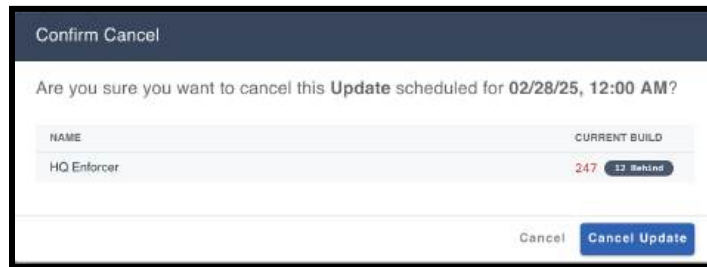 Confirm Cancel
Are you sure you want to cancel this Update scheduled for 02/28/25, 12:00 AM?
NAME CURRENT BUILD
HQ Enforcer 247 12 Behind
Cancel Cancel Update